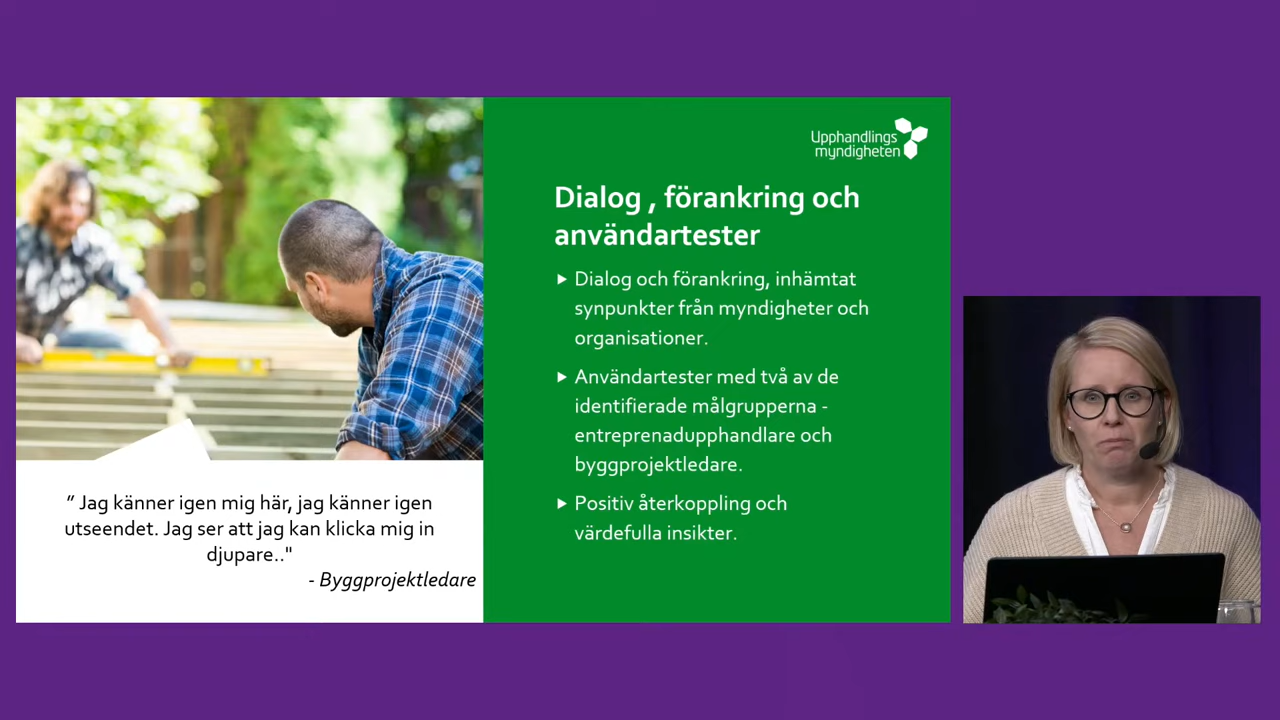 Upphandlings
myndigheten
Dialog , förankring och
användartester
Dialog och förankring, inhämtat
synpunkter från myndigheter och
organisationer.
Användartester med två av de
identifierade målgrupperna -
entreprenadupphandlare och
byggprojektledare.
Positiv återkoppling och
värdefulla insikter.
” Jag känner igen mig här, jag känner igen
utseendet. Jag ser att jag kan klicka mig in
djupare.."
- Byggprojektledare